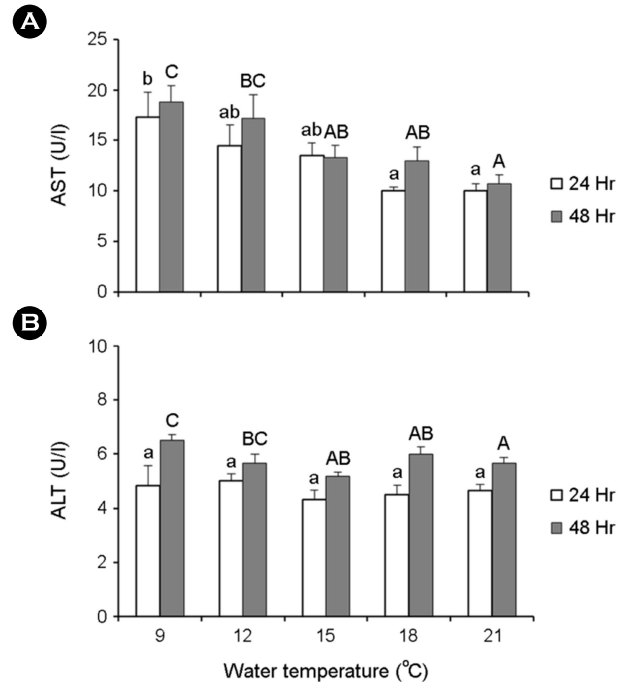 A
25
20
15
10
5
0
AST (U/l)
b C ab BC ab AB a AB a A
24 Hr
48 Hr
B
10
8
6
4
2
0
ALT (U/l)
a C a BC a AB a AB a A
24 Hr
48 Hr
9 12 15 18 21
Water temperature (°C)